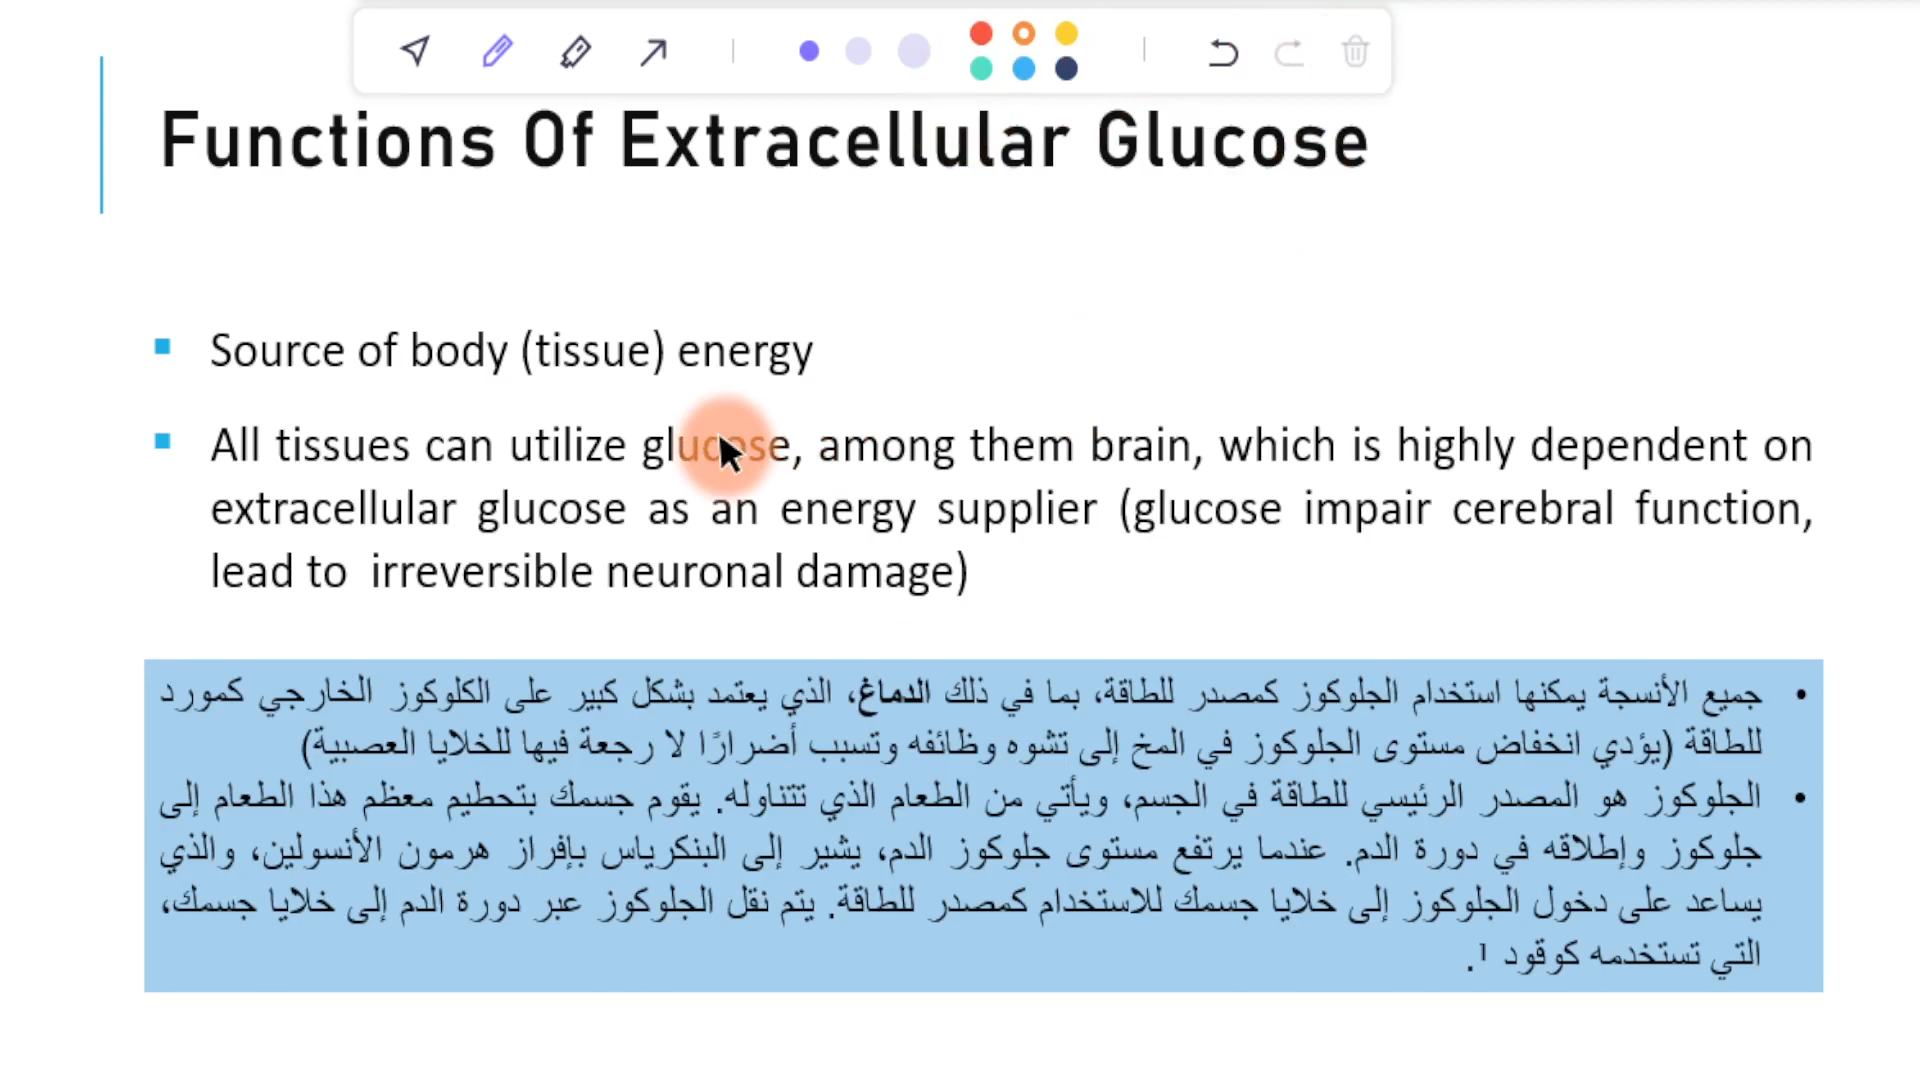 Functions Of Extracellular Glucose
▪ Source of body (tissue) energy
▪ All tissues can utilize glucose, among them brain, which is highly dependent on
extracellular glucose as an energy supplier (glucose impair cerebral function,
lead to irreversible neuronal damage)
• جميع الأنسجة يمكنها استخدام الجلوكوز كمصدر للطاقة، بما في ذلك الدماغ، الذي يعتمد بشكل كبير على الكلوكوز الخارجي كمورد
للطاقة (يؤدي انخفاض مستوى الجلوكوز في المخ إلى تشوه وظائفه وتسبب أضرارًا لا رجعة فيها للخلايا العصبية)
• الجلوكوز هو المصدر الرئيسي للطاقة في الجسم، ويأتي من الطعام الذي تتناوله. يقوم جسمك بتحطيم معظم هذا الطعام إلى
جلوكوز وإطلاقه في دورة الدم. عندما يرتفع مستوى جلوكوز الدم، يشير إلى البنكرياس بإفراز هرمون الأنسولين، والذي
يساعد على دخول الجلوكوز إلى خلايا جسمك للاستخدام كمصدر للطاقة. يتم نقل الجلوكوز عبر دورة الدم إلى خلايا جسمك،
التي تستخدمه كوقود ¹.